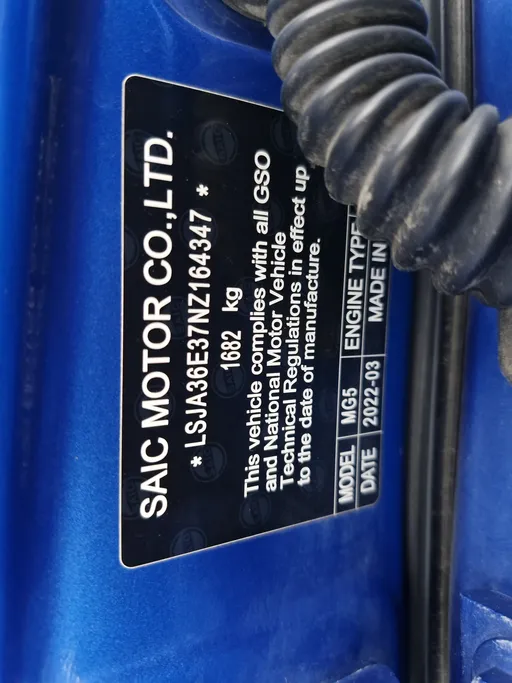 SAIC MOTOR CO.,LTD.
* LSJA36E37NZ164347 *
1682 kg
This vehicle complies with all GSO
and National Motor Vehicle
Technical Regulations in effect up
to the date of manufacture.
MODEL MG5 ENGINE TYPE
DATE 2022-03 MADE IN